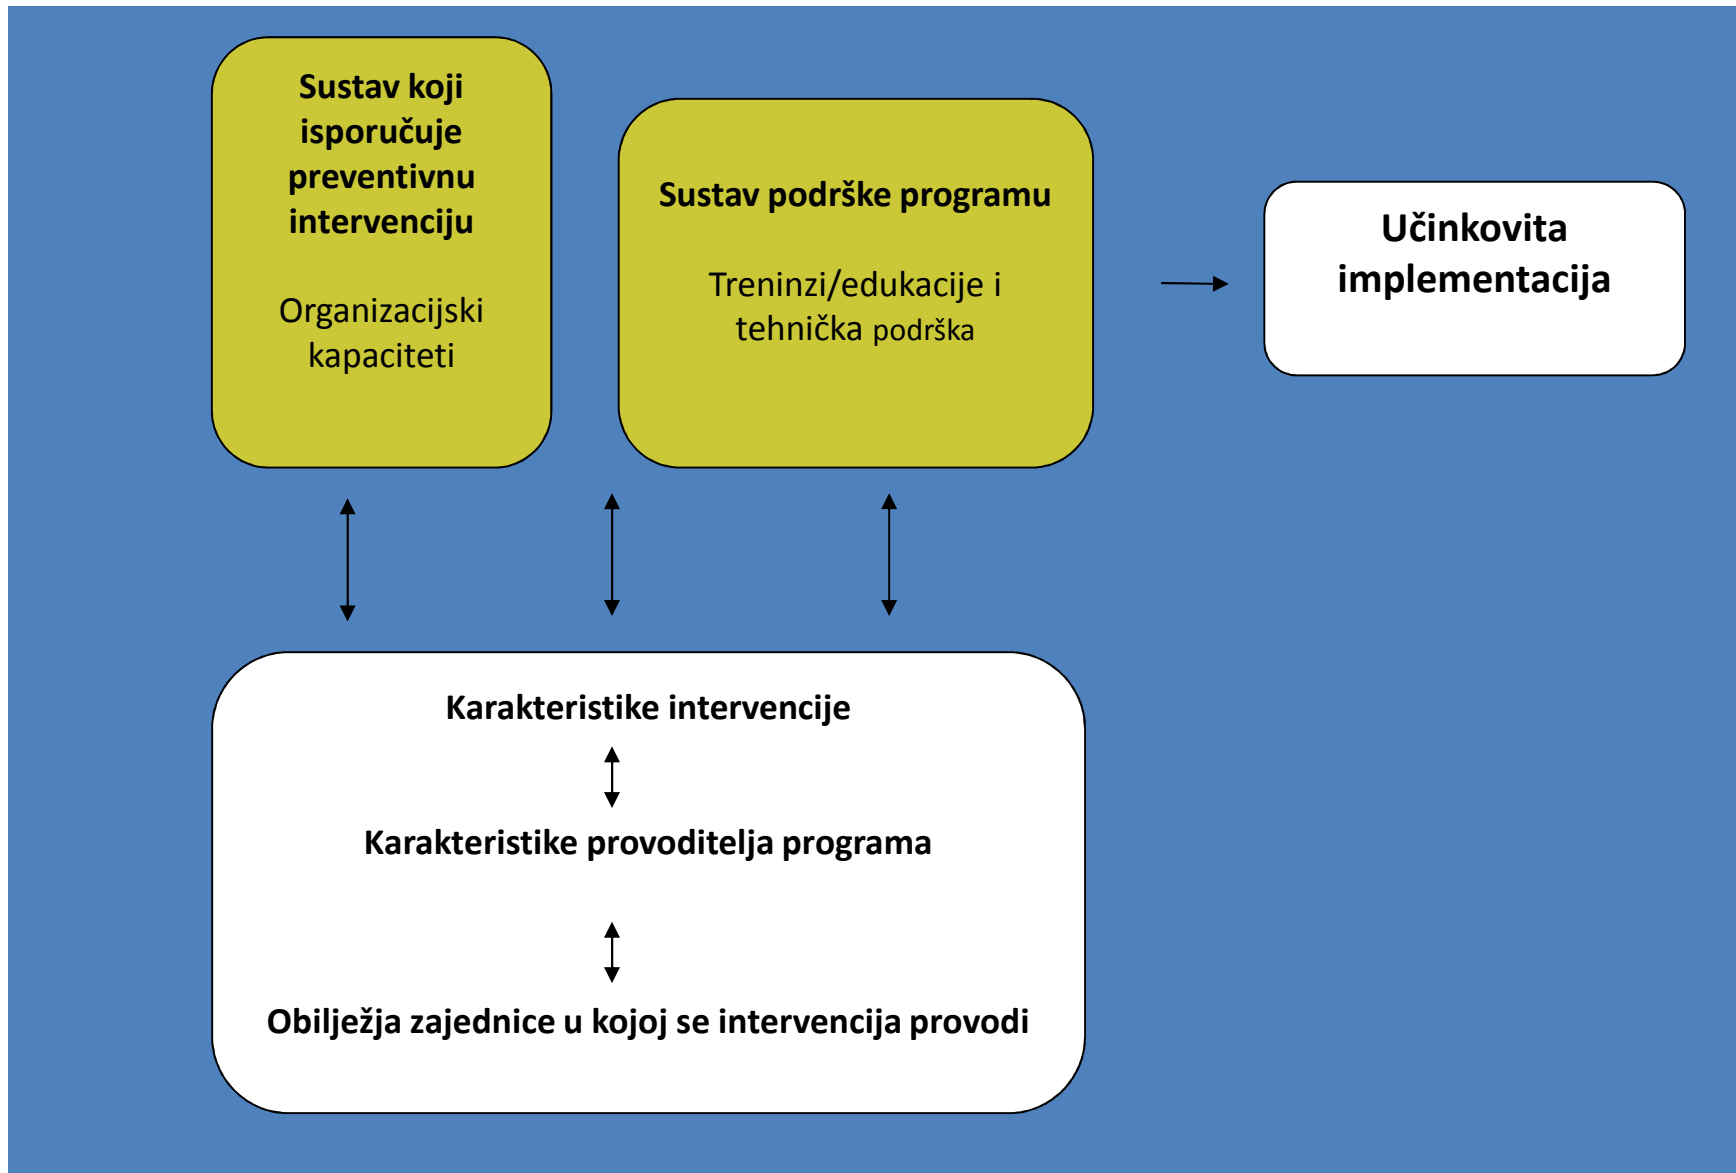 Sustav koji
isporučuje
preventivnu
intervenciju
Organizacijski
kapaciteti
Sustav podrške programu
Treninzi/edukacije i
tehnička podrška
Učinkovita
implementacija
Karakteristike intervencije
Karakteristike provoditelja programa
Obilježja zajednice u kojoj se intervencija provodi